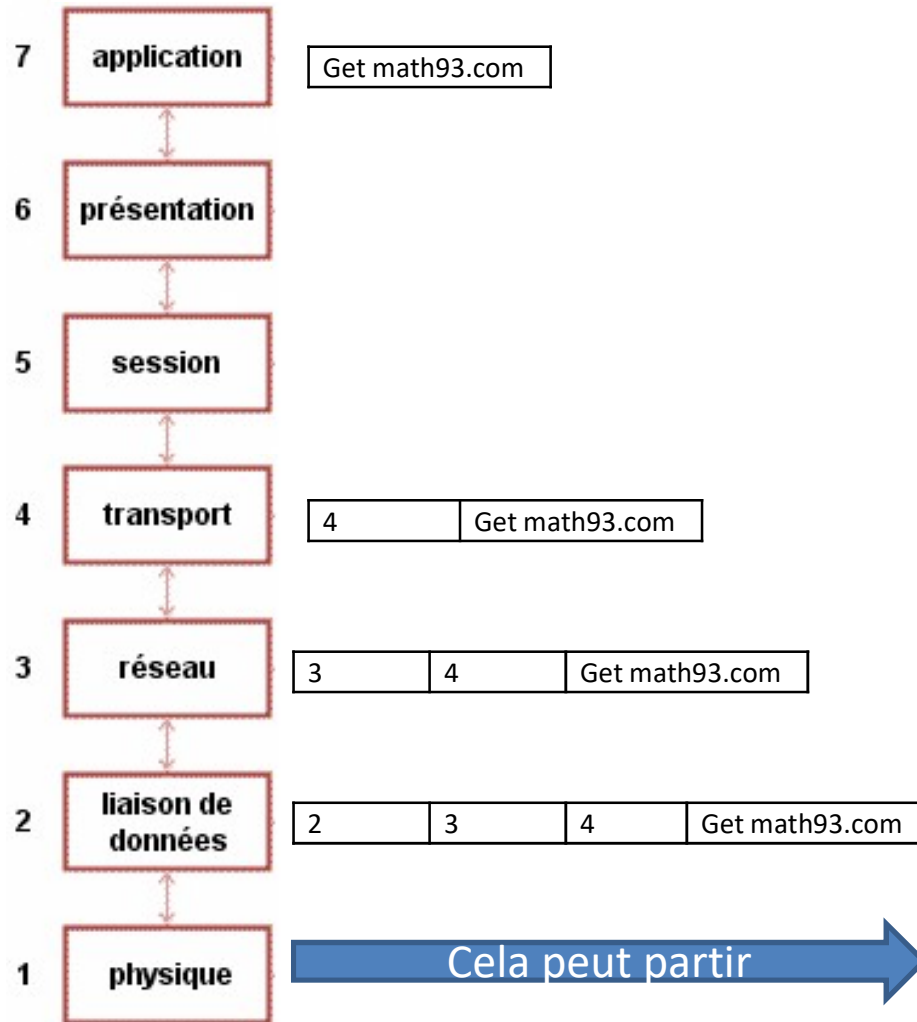 7 application Get math93.com
6 présentation
5 session
4 transport 4 Get math93.com
3 réseau 3 4 Get math93.com
liaison de
2 données 2 3 4 Get math93.com
1 physique Cela peut partir